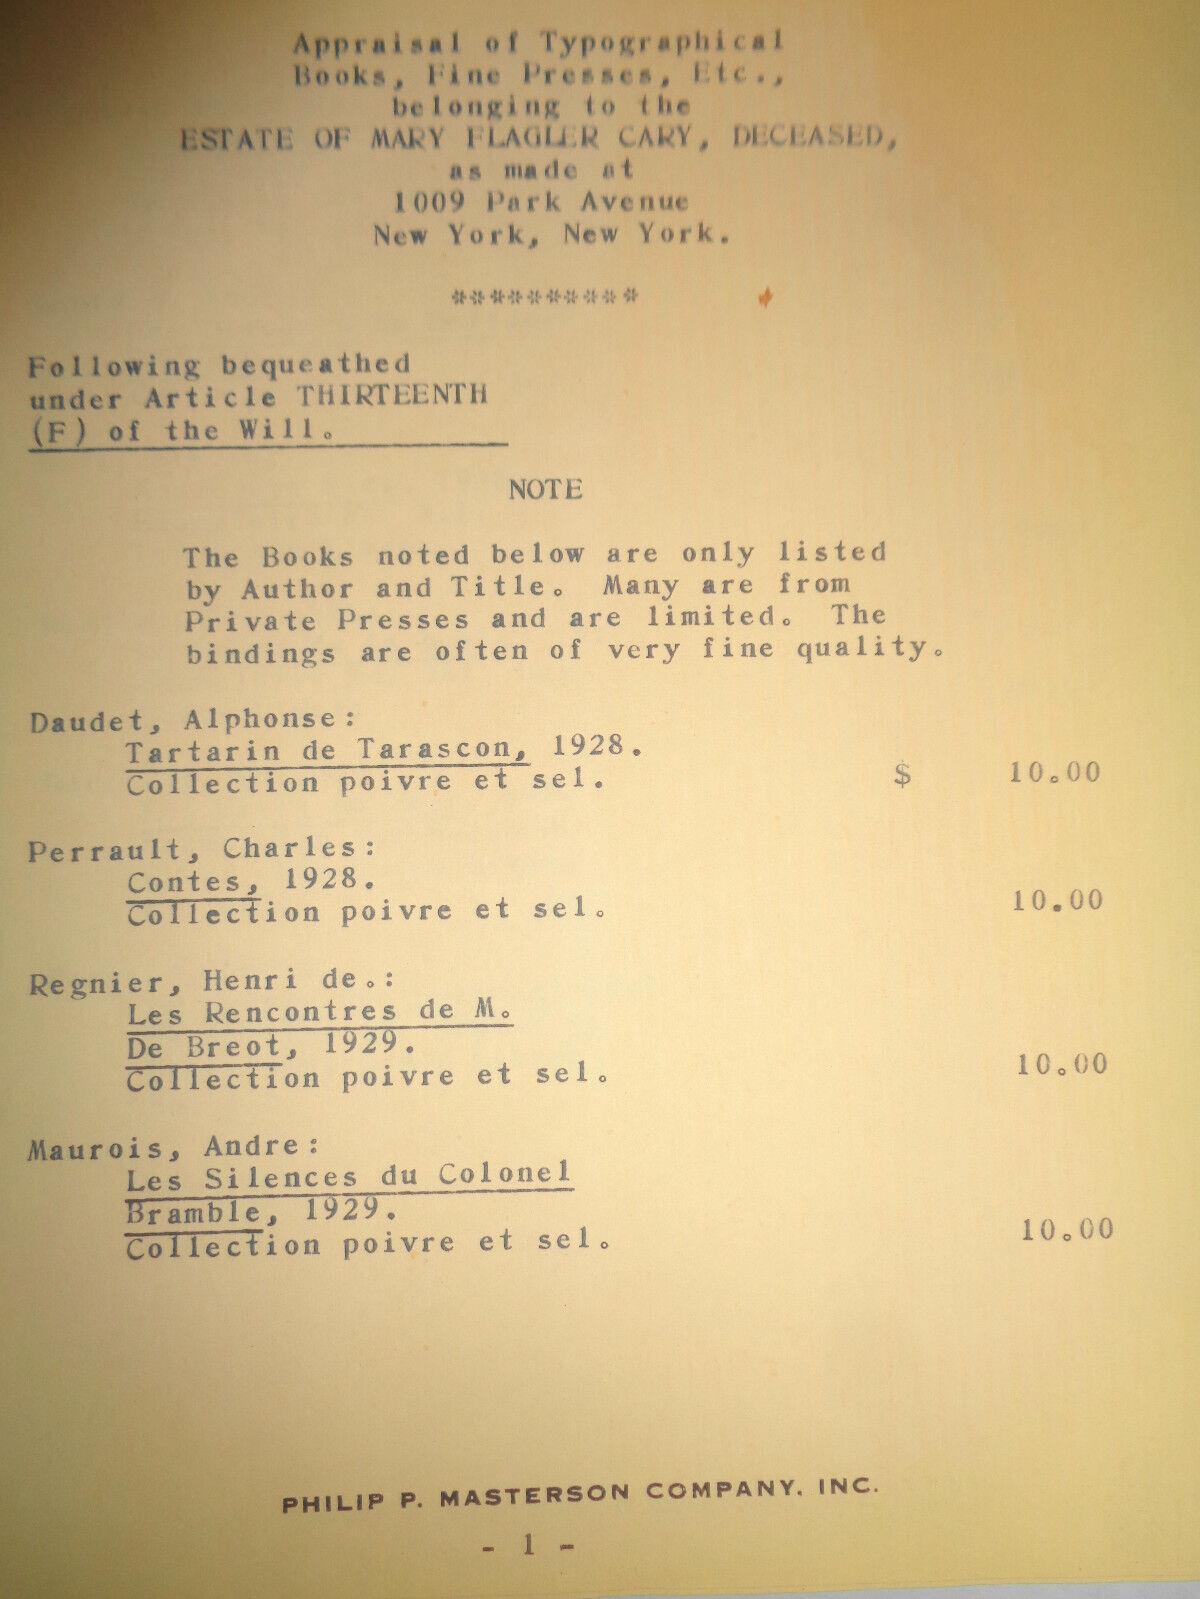 Appraisal of Typographical
Books, Fine Presses, Etc.,
belonging to the
ESTATE OF MARY FLAGLER CARY, DECEASED,
as made at
1009 Park Avenue
New York, New York.
**********
Following bequeathed
under Article THIRTEENTH
(F) of the Will.
NOTE
The Books noted below are only listed
by Author and Title. Many are from
Private Presses and are limited. The
bindings are often of very fine quality.
Daudet, Alphonse:
Tartarin de Tarascon, 1928.
Collection poivre et sel. $ 10.00
Perrault, Charles:
Contes, 1928.
Collection poivre et sel. 10.00
Regnier, Henri de.:
Les Rencontres de M.
De Breot, 1929.
Collection poivre et sel. 10.00
Maurois, Andre:
Les Silences du Colonel
Bramble, 1929.
Collection poivre et sel. 10.00
PHILIP P. MASTERSON COMPANY, INC.
- 1 -